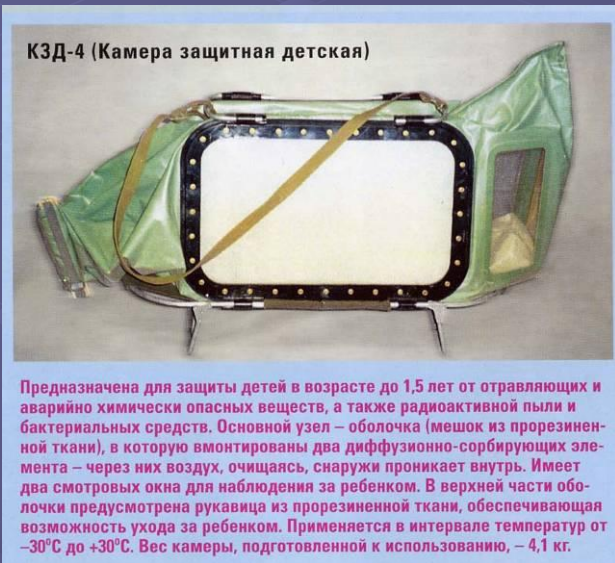 КЗД-4 (Камера защитная детская)
Предназначена для защиты детей в возрасте до 1,5 лет от отравляющих и
аварийно химически опасных веществ, а также радиоактивной пыли и
бактериальных средств. Основной узел – оболочка (мешок из прорезинен-
ной ткани), в которую вмонтированы два диффузионно-сорбирующих эле-
мента – через них воздух, очищаясь, снаружи проникает внутрь. Имеет
два смотровых окна для наблюдения за ребенком. В верхней части обо-
лочки предусмотрена рукавица из прорезиненной ткани, обеспечивающая
возможность ухода за ребенком. Применяется в интервале температур от
–30°С до +30°С. Вес камеры, подготовленной к использованию, – 4,1 кг.